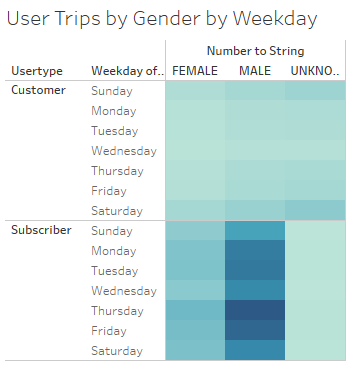 User Trips by Gender by Weekday
Number to String
Usertype Weekday of.. FEMALE MALE UNKNO..
Customer Sunday
Monday
Tuesday
Wednesday
Thursday
Friday
Saturday
Subscriber Sunday
Monday
Tuesday
Wednesday
Thursday
Friday
Saturday